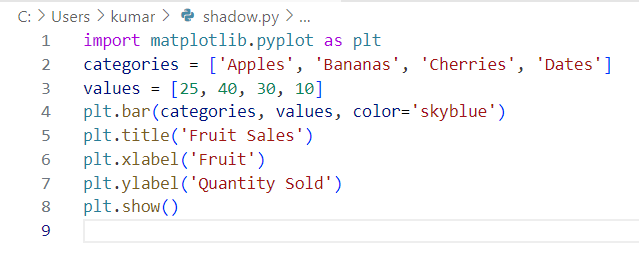 C: > Users > kumar > shadow.py > ...
1 import matplotlib.pyplot as plt
2 categories = ['Apples', 'Bananas', 'Cherries', 'Dates']
3 values = [25, 40, 30, 10]
4 plt.bar(categories, values, color='skyblue')
5 plt.title('Fruit Sales')
6 plt.xlabel('Fruit')
7 plt.ylabel('Quantity Sold')
8 plt.show()
9